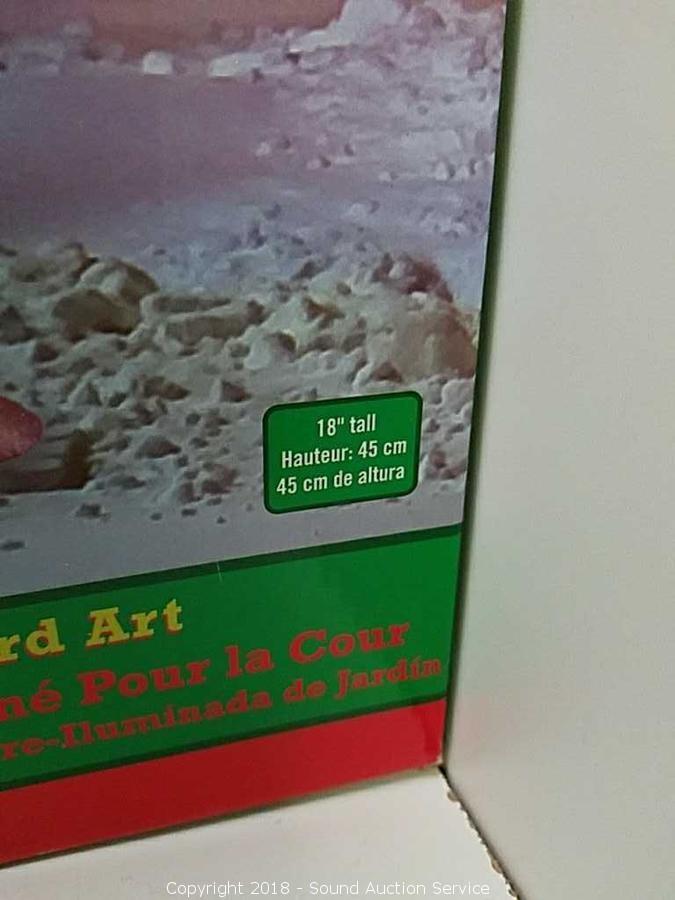 18" tall
Hauteur: 45 cm
45 cm de altura
rd Art
né Pour la Cour
re-Iluminada de Jardín
Copyright 2018 - Sound Auction Service